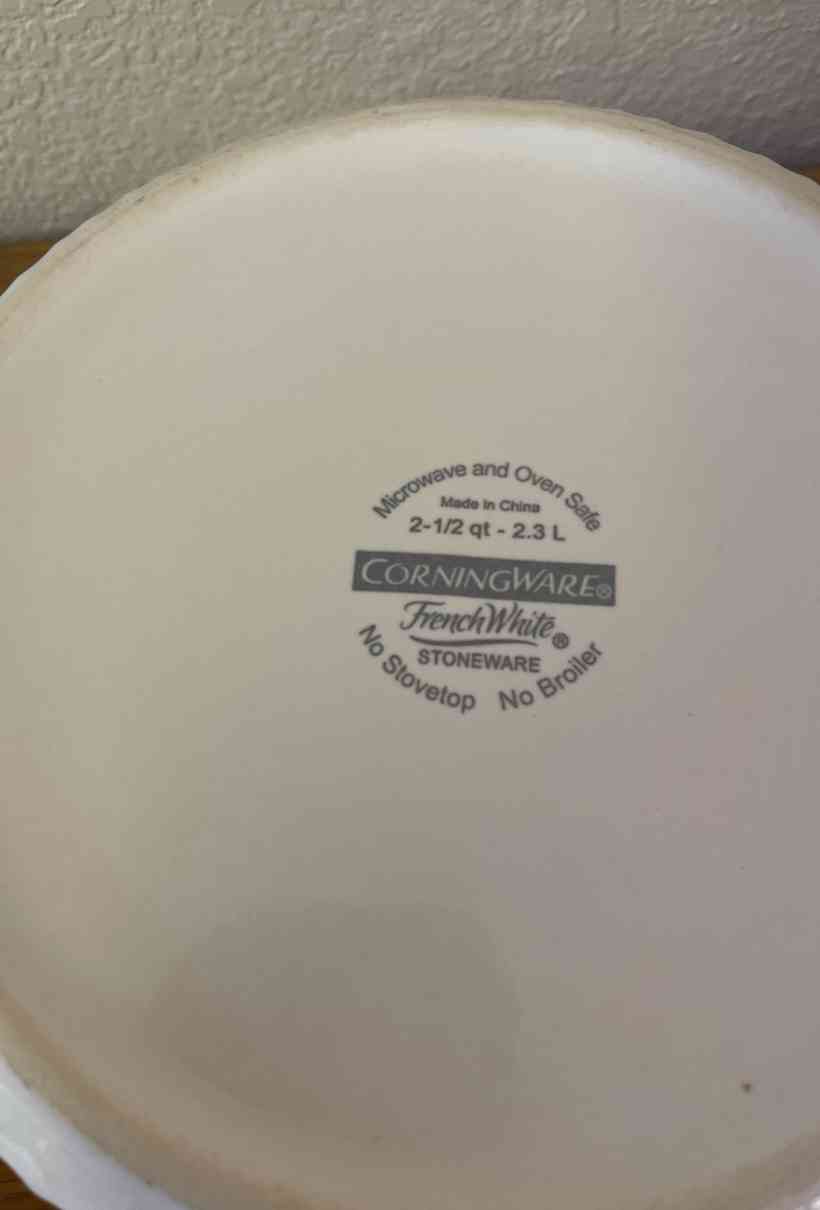 Microwave and Oven Safe
Made in China
2-1/2 qt - 2.3 L
CORNINGWARE®
French White®
STONEWARE
No Stovetop No Broiler